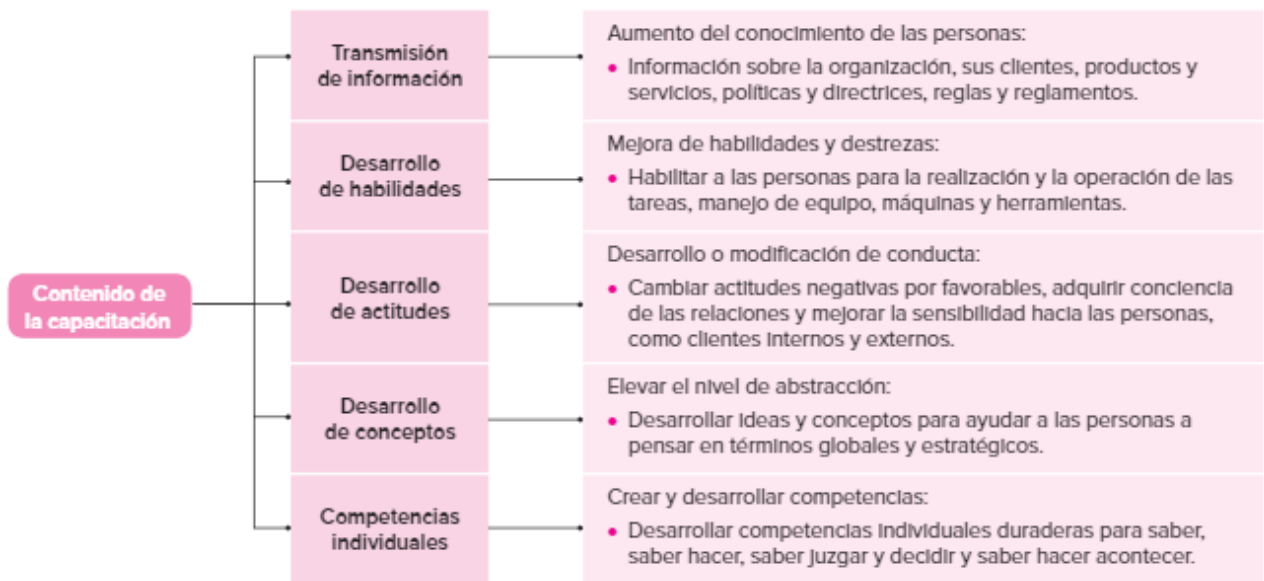 Contenido de
la capacitación
Transmisión
de información
Aumento del conocimiento de las personas:
• Información sobre la organización, sus clientes, productos y
servicios, políticas y directrices, reglas y reglamentos.
Desarrollo
de habilidades
Mejora de habilidades y destrezas:
• Habilitar a las personas para la realización y la operación de las
tareas, manejo de equipo, máquinas y herramientas.
Desarrollo
de actitudes
Desarrollo o modificación de conducta:
• Cambiar actitudes negativas por favorables, adquirir conciencia
de las relaciones y mejorar la sensibilidad hacia las personas,
como clientes internos y externos.
Desarrollo
de conceptos
Elevar el nivel de abstracción:
• Desarrollar ideas y conceptos para ayudar a las personas a
pensar en términos globales y estratégicos.
Competencias
individuales
Crear y desarrollar competencias:
• Desarrollar competencias individuales duraderas para saber,
saber hacer, saber juzgar y decidir y saber hacer acontecer.